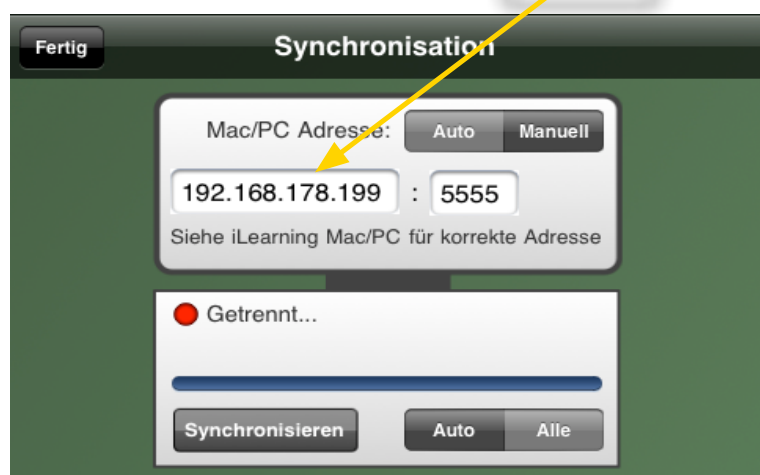 Fertig Synchronisation
Mac/PC Adresse: Auto Manuell
192.168.178.199 : 5555
Siehe iLearning Mac/PC für korrekte Adresse
Getrennt...
Synchronisieren Auto Alle